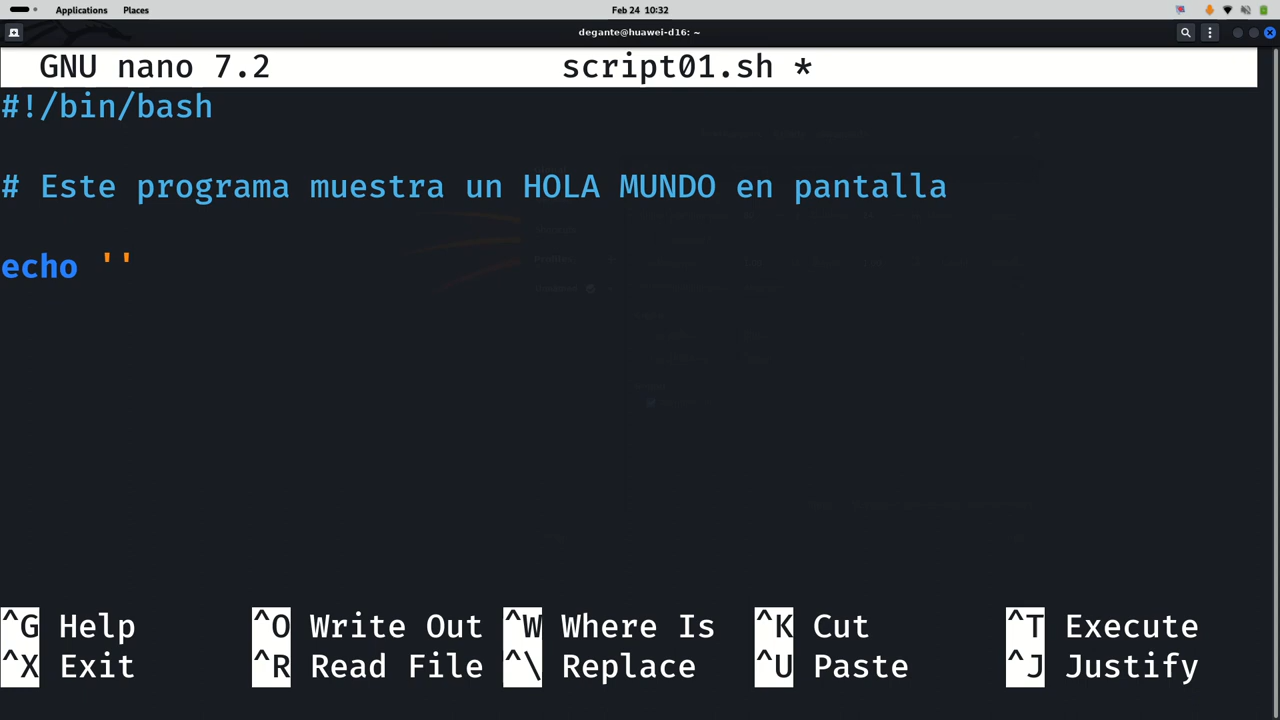 Applications Places Feb 24 10:32
degante@huawei-d16: ~
GNU nano 7.2 script01.sh *
#!/bin/bash
# Este programa muestra un HOLA MUNDO en pantalla
echo ''
^G Help ^O Write Out ^W Where Is ^K Cut ^T Execute
^X Exit ^R Read File ^\ Replace ^U Paste ^J Justify